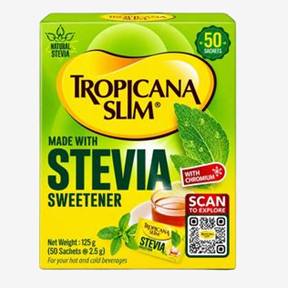 NATURAL
STEVIA
50
SACHETS
TROPICANA
SLIM®
MADE WITH
STEVIA
SWEETENER
WITH
CHROMIUM
SCAN
TO EXPLORE
TROPICANA
SLIM
STEVIA
Net Weight : 125 g
(50 Sachets @ 2.5 g)
For your hot and cold beverages